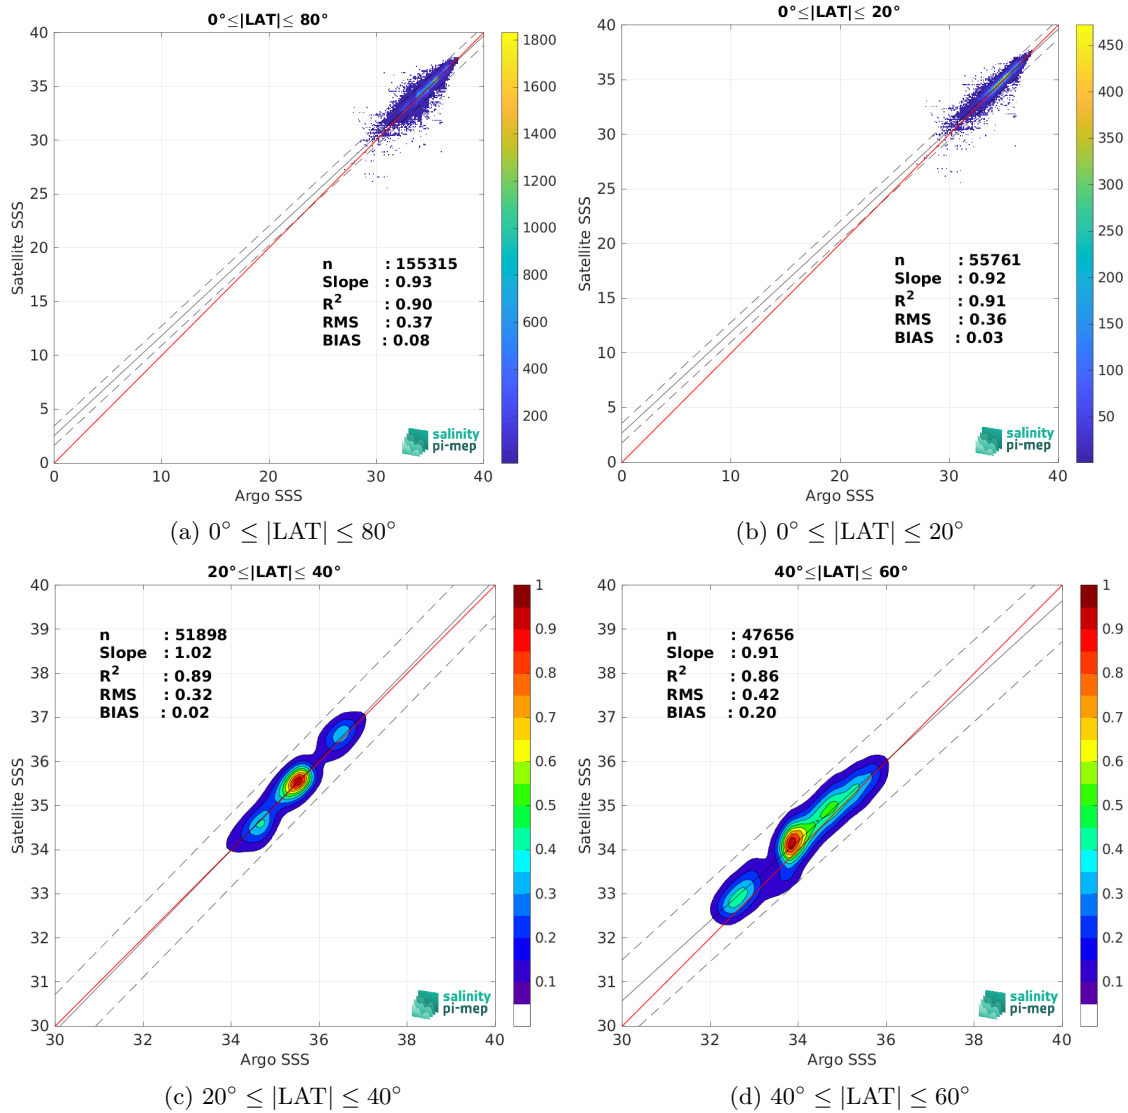 0°≤|LAT|≤ 80°
40
35
30
25
20
15
10
5
0
Satellite SSS
0
10
20
30
40
Argo SSS
n : 155315
Slope : 0.93
R² : 0.90
RMS : 0.37
BIAS : 0.08
salinity
pi-mep
1800
1600
1400
1200
1000
800
600
400
200
(a) 0° ≤ |LAT| ≤ 80°
0°≤|LAT|≤ 20°
40
35
30
25
20
15
10
5
0
Satellite SSS
0
10
20
30
40
Argo SSS
n : 55761
Slope : 0.92
R² : 0.91
RMS : 0.36
BIAS : 0.03
salinity
pi-mep
450
400
350
300
250
200
150
100
50
(b) 0° ≤ |LAT| ≤ 20°
20°≤|LAT|≤ 40°
40
39
38
37
36
35
34
33
32
31
30
Satellite SSS
30
32
34
36
38
40
Argo SSS
n : 51898
Slope : 1.02
R² : 0.89
RMS : 0.32
BIAS : 0.02
salinity
pi-mep
1
0.9
0.8
0.7
0.6
0.5
0.4
0.3
0.2
0.1
(c) 20° ≤ |LAT| ≤ 40°
40°≤|LAT|≤ 60°
40
39
38
37
36
35
34
33
32
31
30
Satellite SSS
30
32
34
36
38
40
Argo SSS
n : 47656
Slope : 0.91
R² : 0.86
RMS : 0.42
BIAS : 0.20
salinity
pi-mep
1
0.9
0.8
0.7
0.6
0.5
0.4
0.3
0.2
0.1
(d) 40° ≤ |LAT| ≤ 60°